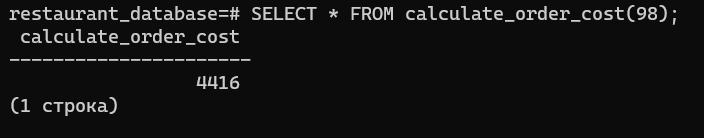 restaurant_database=# SELECT * FROM calculate_order_cost(98);
 calculate_order_cost
----------------------
                 4416
(1 строка)